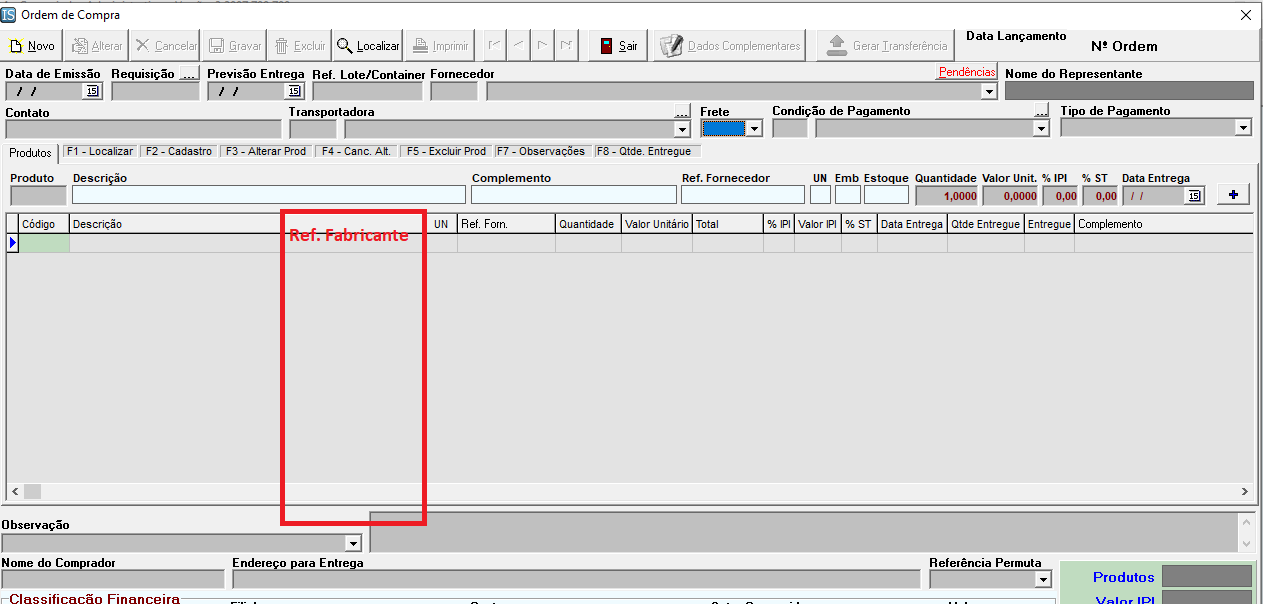 IS Ordem de Compra
Novo Alterar Cancelar Gravar Excluir Localizar Imprimir Sair Dados Complementares Gerar Transferência Data Lançamento Nº Ordem
Data de Emissão Requisição ... Previsão Entrega Ref. Lote/Container Fornecedor Pendências Nome do Representante
/ / 15 / / 15
Contato Transportadora ... Frete Condição de Pagamento ... Tipo de Pagamento
Produtos F1 - Localizar F2 - Cadastro F3 - Alterar Prod F4 - Canc. Alt. F5 - Excluir Prod F7 - Observações F8 - Qtde. Entregue
Produto Descrição Complemento Ref. Fornecedor UN Emb Estoque Quantidade Valor Unit. % IPI % ST Data Entrega
1,0000 0,0000 0,00 0,00 / / 15 +
Código Descrição UN Ref. Forn. Quantidade Valor Unitário Total % IPI Valor IPI % ST Data Entrega Qtde Entregue Entregue Complemento
Ref. Fabricante
Observação
Nome do Comprador Endereço para Entrega Referência Permuta
Produtos
Classificação Financeira
Valor IPI